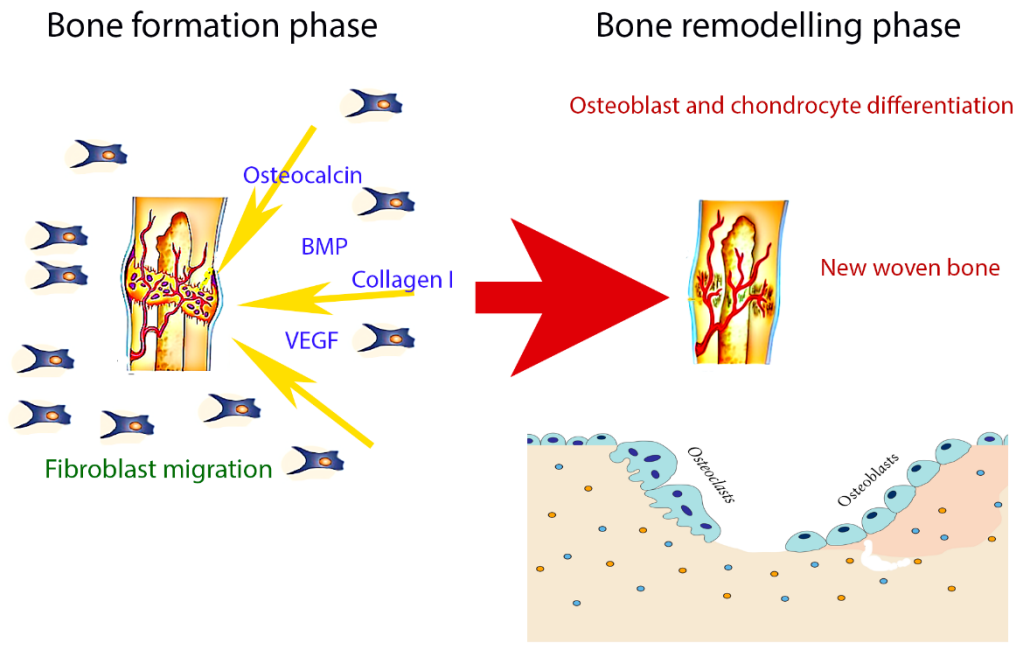 Bone formation phase
Bone remodelling phase
Osteoblast and chondrocyte differentiation
Osteocalcin
BMP
Collagen I
VEGF
New woven bone
Fibroblast migration
Osteoclasts
Osteoblasts